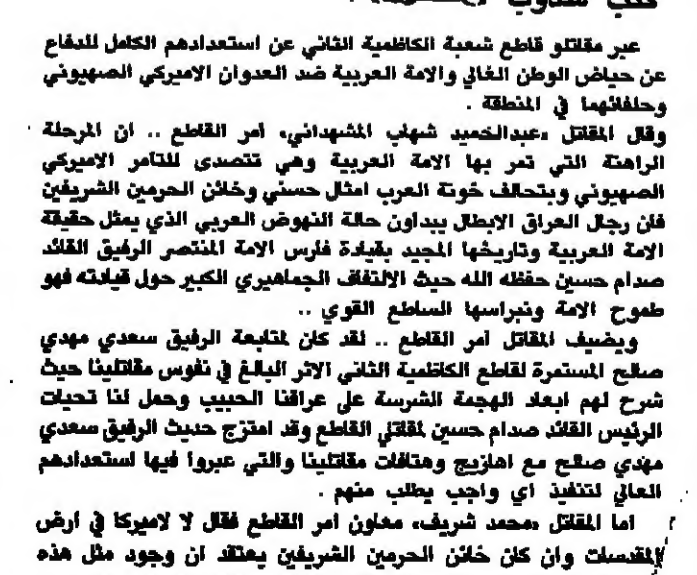 كتب مندوب
عبر مقاتلو قاطع شعبة الكاظمية الثاني عن استعدادهم الكامل للدفاع
عن حياض الوطن الغالي والامة العربية ضد العدوان الاميركي الصهيوني
وحلفائهما في المنطقة .
وقال المقاتل «عبدالحميد شهاب المشهداني» امر القاطع .. ان المرحلة
الراهنة التي تمر بها الامة العربية وهي تتصدى للتآمر الاميركي
الصهيوني وبتحالف خونة العرب امثال حسني وخائن الحرمين الشريفين
فان رجال العراق الابطال يبداون حالة النهوض العربي الذي يمثل حقيقة
الامة العربية وتاريخها المجيد بقيادة فارس الامة المنتصر الرفيق القائد
صدام حسين حفظه الله حيث الالتفاف الجماهيري الكبير حول قيادته فهو
طموح الامة ونبراسها الساطع القوي ..
ويضيف المقاتل امر القاطع .. لقد كان لمتابعة الرفيق سعدي مهدي
صالح المستمرة لقاطع الكاظمية الثاني الاثر البالغ في نفوس مقاتلينا حيث
شرح لهم ابعاد الهجمة الشرسة على عراقنا الحبيب وحمل لنا تحيات
الرئيس القائد صدام حسين لمقاتلي القاطع وقد امتزج حديث الرفيق سعدي
مهدي صالح مع اهازيج وهتافات مقاتلينا والتي عبروا فيها استعدادهم
العالي لتنفيذ اي واجب يطلب منهم .
اما المقاتل «محمد شريف» معاون امر القاطع فقال لا لاميركا في ارض
المقدسات وان كان خائن الحرمين الشريفين يعتقد ان وجود مثل هذه